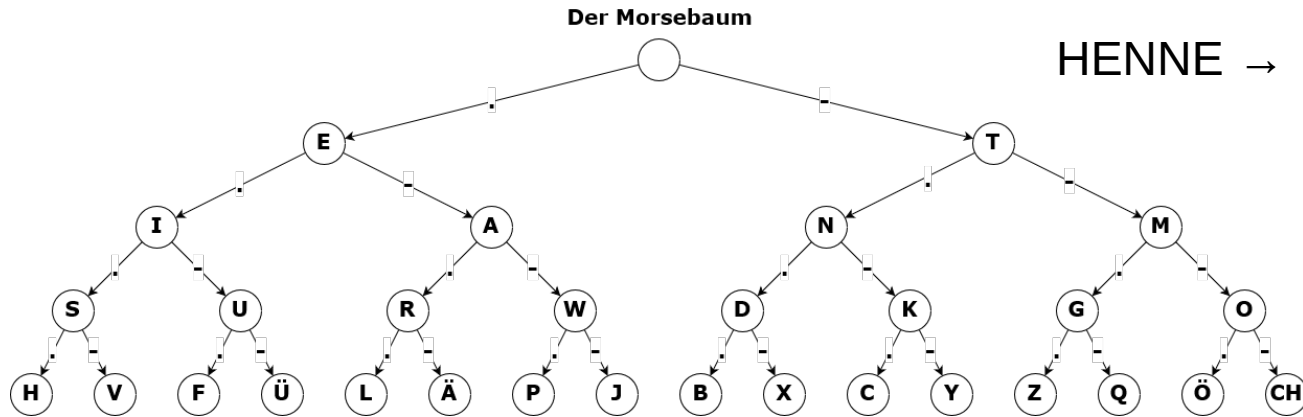 Der Morsebaum
HENNE →
. -
E T
. - . -
I A N M
. - . - . - . -
S U R W D K G O
. - . - . - . - . - . - . - . -
H V F Ü L Ä P J B X C Y Z Q Ö CH